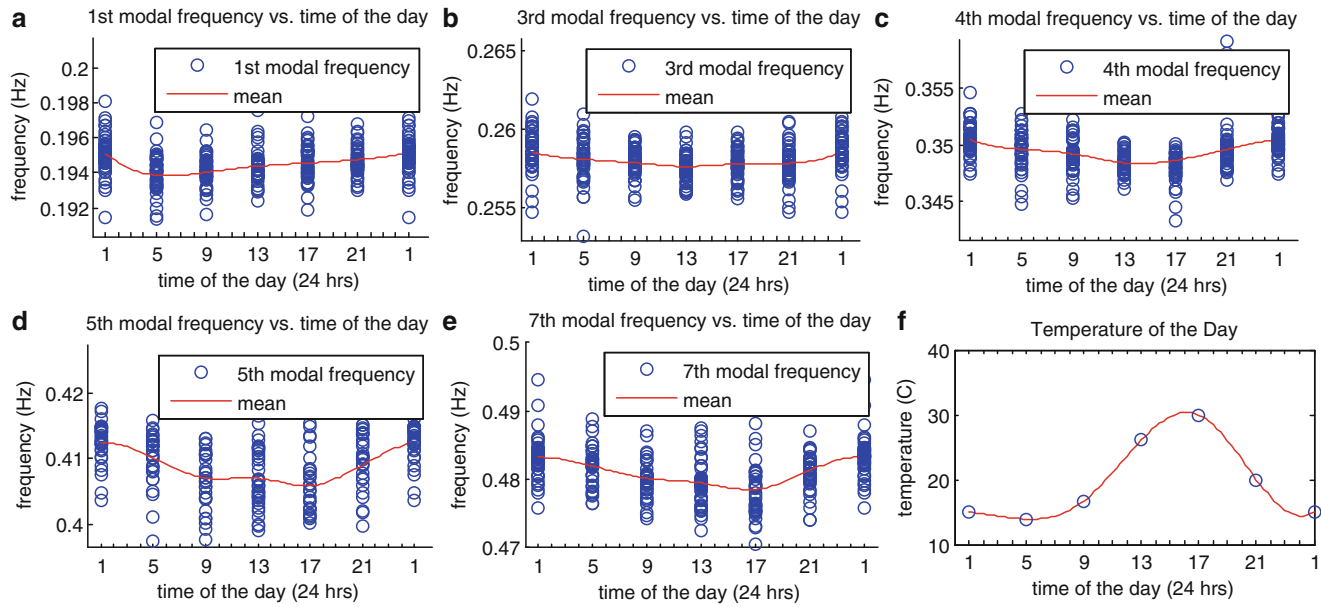 a
1st modal frequency vs. time of the day
frequency (Hz)
0.2
0.198
0.196
0.194
0.192
1st modal frequency
mean
1 5 9 13 17 21 1
time of the day (24 hrs)
b
3rd modal frequency vs. time of the day
frequency (Hz)
0.265
0.26
0.255
3rd modal frequency
mean
1 5 9 13 17 21 1
time of the day (24 hrs)
c
4th modal frequency vs. time of the day
frequency (Hz)
0.355
0.35
0.345
4th modal frequency
mean
1 5 9 13 17 21 1
time of the day (24 hrs)
d
5th modal frequency vs. time of the day
frequency (Hz)
0.42
0.41
0.4
5th modal frequency
mean
1 5 9 13 17 21 1
time of the day (24 hrs)
e
7th modal frequency vs. time of the day
frequency (Hz)
0.5
0.49
0.48
0.47
7th modal frequency
mean
1 5 9 13 17 21 1
time of the day (24 hrs)
f
Temperature of the Day
temperature (C)
40
30
20
10
1 5 9 13 17 21 1
time of the day (24 hrs)